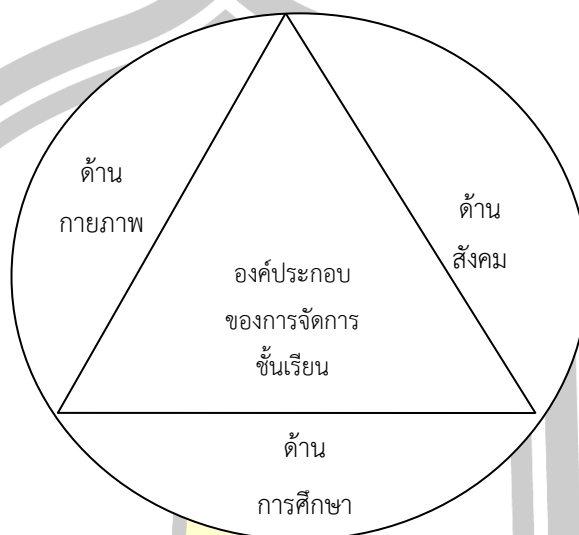 ด้าน
กายภาพ
ด้าน
สังคม
องค์ประกอบ
ของการจัดการ
ชั้นเรียน
ด้าน
การศึกษา